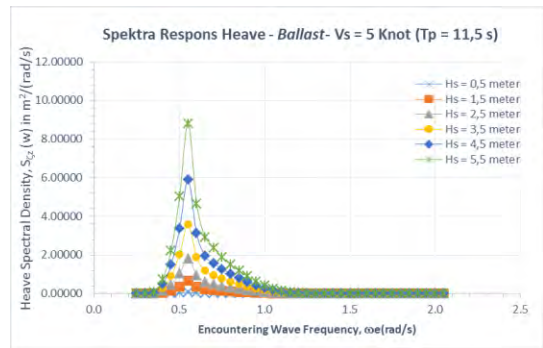 Spektra Respons Heave - Ballast- Vs = 5 Knot (Tp = 11,5 s)
Heave Spectral Density, Sζz (w) in m²/(rad/s)
12.00000
10.00000
8.00000
6.00000
4.00000
2.00000
0.00000
Hs = 0,5 meter
Hs = 1,5 meter
Hs = 2,5 meter
Hs = 3,5 meter
Hs = 4,5 meter
Hs = 5,5 meter
0.0 0.5 1.0 1.5 2.0 2.5
Encountering Wave Frequency, ωe(rad/s)